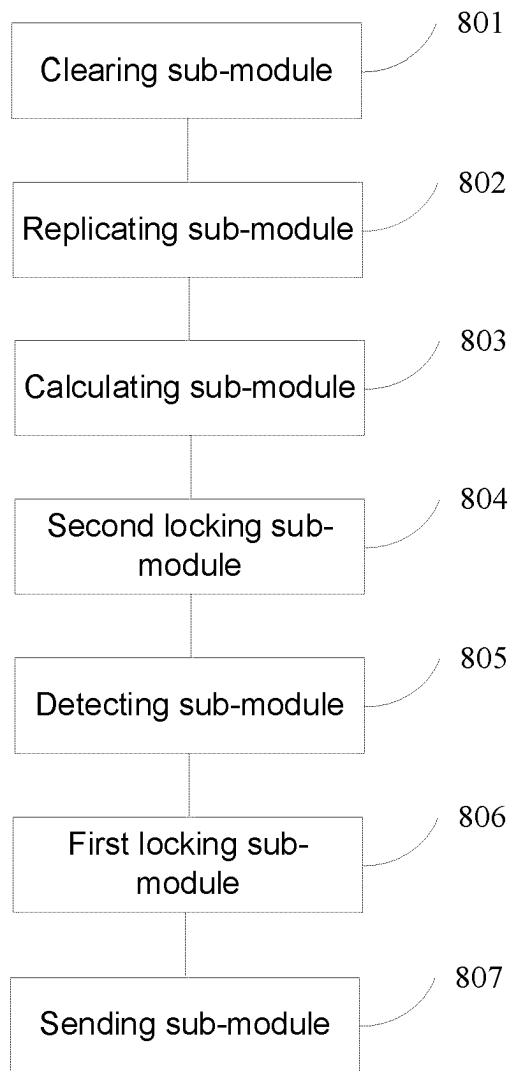 801
Clearing sub-module
802
Replicating sub-module
803
Calculating sub-module
804
Second locking sub-
module
805
Detecting sub-module
806
First locking sub-
module
807
Sending sub-module